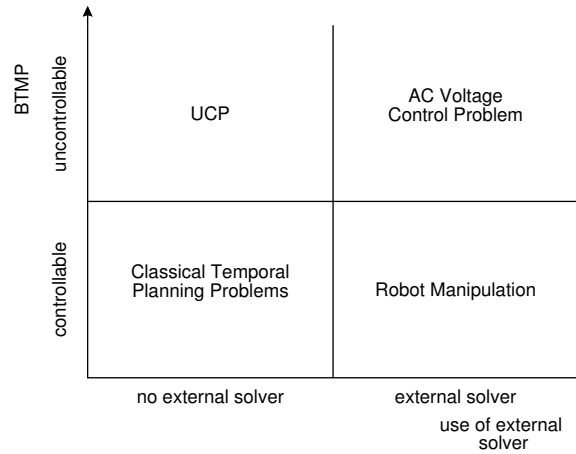 BTMP
uncontrollable
UCP
AC Voltage
Control Problem
controllable
Classical Temporal
Planning Problems
Robot Manipulation
no external solver
external solver
use of external
solver